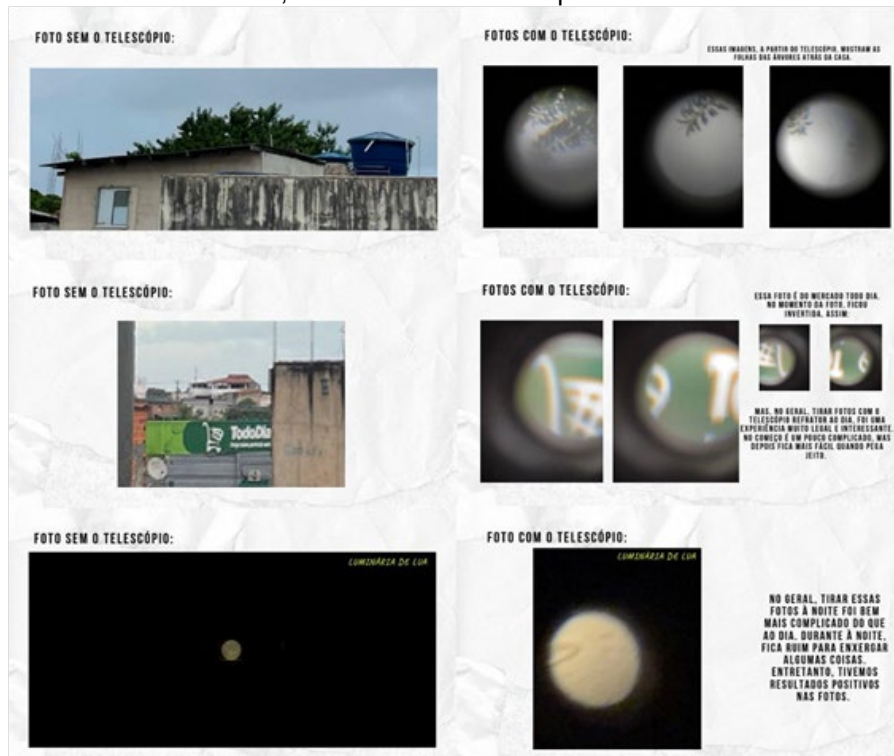 FOTO SEM O TELESCÓPIO:
FOTOS COM O TELESCÓPIO:
ESSAS IMAGENS, A PARTIR DO TELESCÓPIO, MOSTRAM AS
FOLHAS DAS ÁRVORES ATRÁS DA CASA.
FOTO SEM O TELESCÓPIO:
TodoDia
FOTOS COM O TELESCÓPIO:
To
ESSA FOTO É DO MERCADO TODO DIA.
NO MOMENTO DA FOTO, FICOU
INVERTIDA, ASSIM:
MAS, NO GERAL, TIRAR FOTOS COM O
TELESCÓPIO REFRATOR AO DIA, FOI UMA
EXPERIÊNCIA MUITO LEGAL E INTERESSANTE.
NO COMEÇO É UM POUCO COMPLICADO, MAS
DEPOIS FICA MAIS FÁCIL QUANDO PEGA
JEITO.
FOTO SEM O TELESCÓPIO:
LUMINÁRIA DE LUA
FOTO COM O TELESCÓPIO:
LUMINÁRIA DE LUA
NO GERAL, TIRAR ESSAS
FOTOS À NOITE FOI BEM
MAIS COMPLICADO DO QUE
AO DIA. DURANTE À NOITE,
FICA RUIM PARA ENXERGAR
ALGUMAS COISAS.
ENTRETANTO, TIVEMOS
RESULTADOS POSITIVOS
NAS FOTOS.